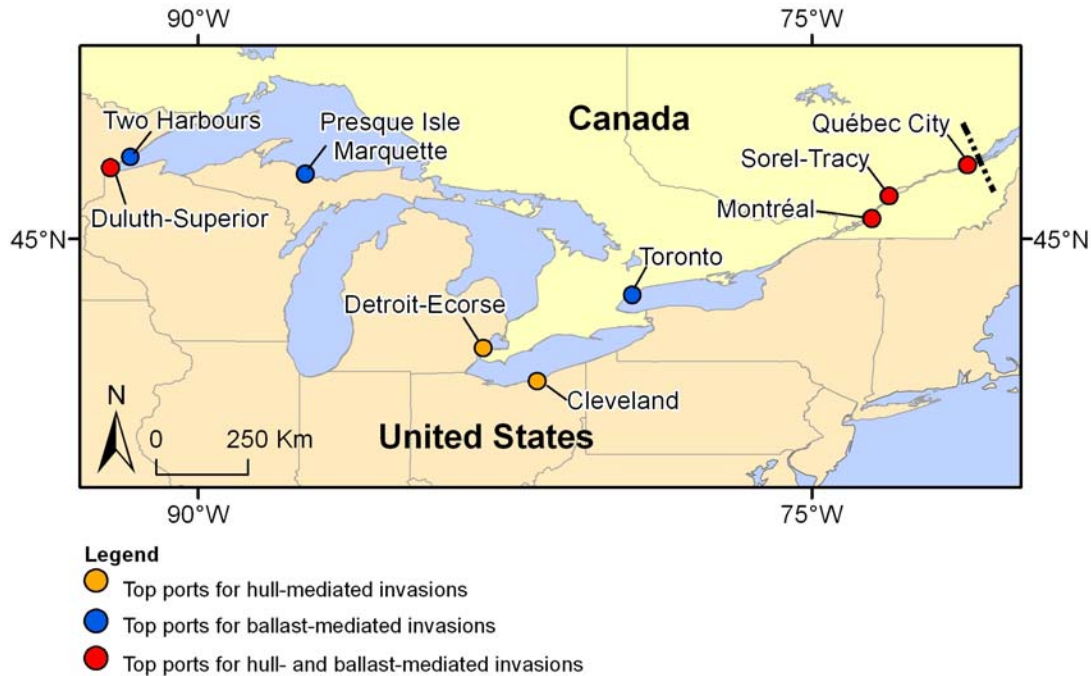 90°W
75°W
Canada
Two Harbours
Presque Isle
Marquette
Québec City
Sorel-Tracy
Duluth-Superior
Montréal
45°N
45°N
Toronto
Detroit-Ecorse
Cleveland
N
0 250 Km
United States
90°W
75°W
Legend
Top ports for hull-mediated invasions
Top ports for ballast-mediated invasions
Top ports for hull- and ballast-mediated invasions